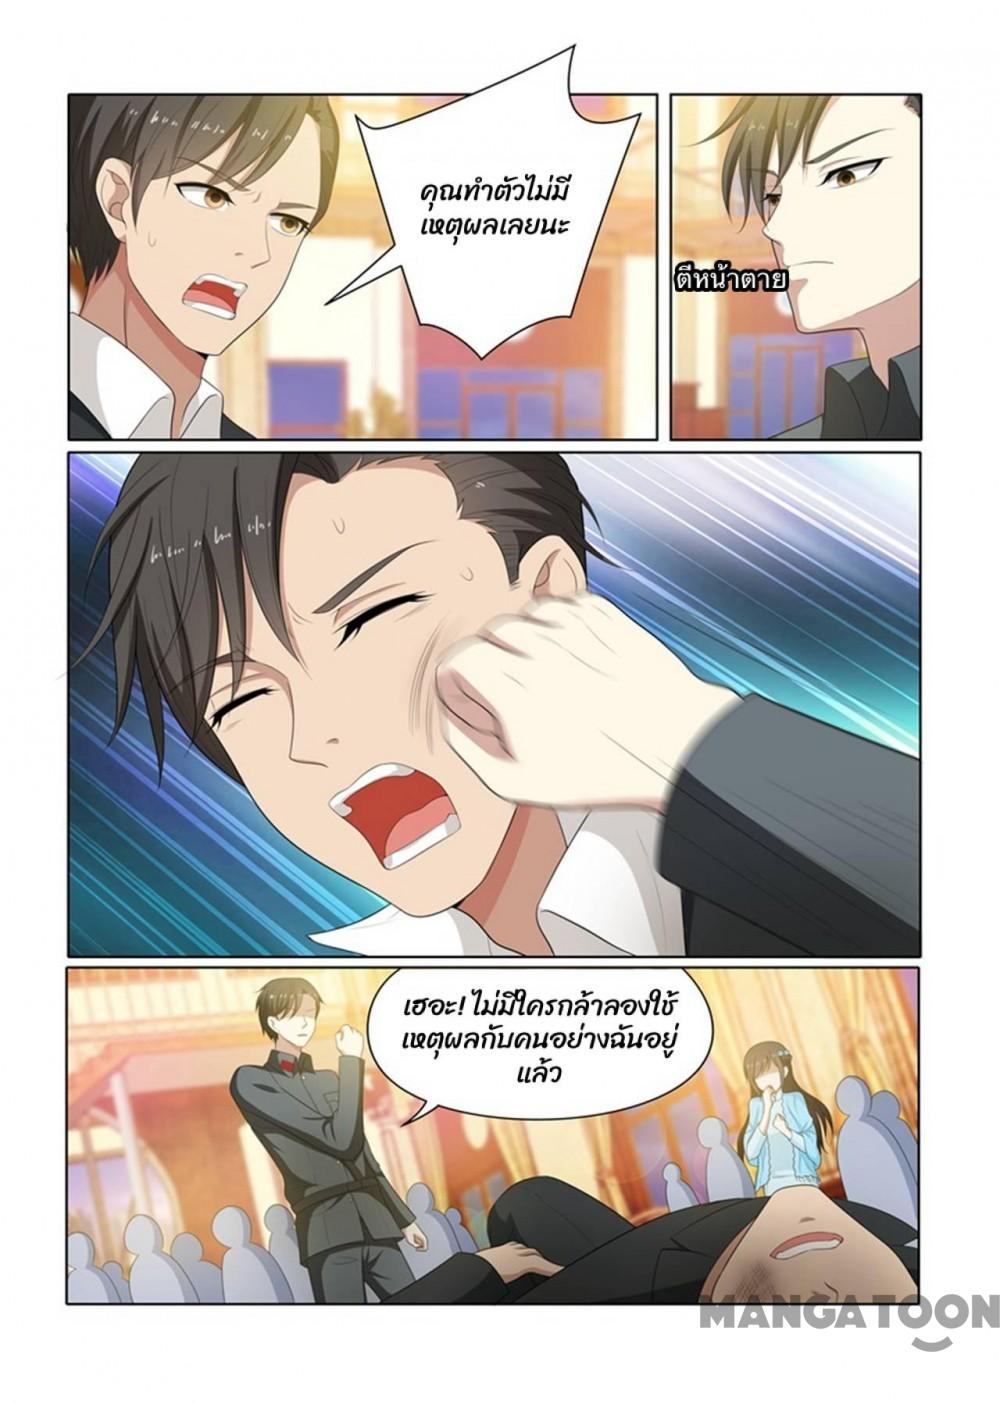 คุณทำตัวไม่มี
เหตุผลเลยนะ
ตีหน้าตาย
เฮอะ! ไม่มีใครกล้าลองใช้
เหตุผลกับคนอย่างฉันอยู่
แล้ว
MANGATOON